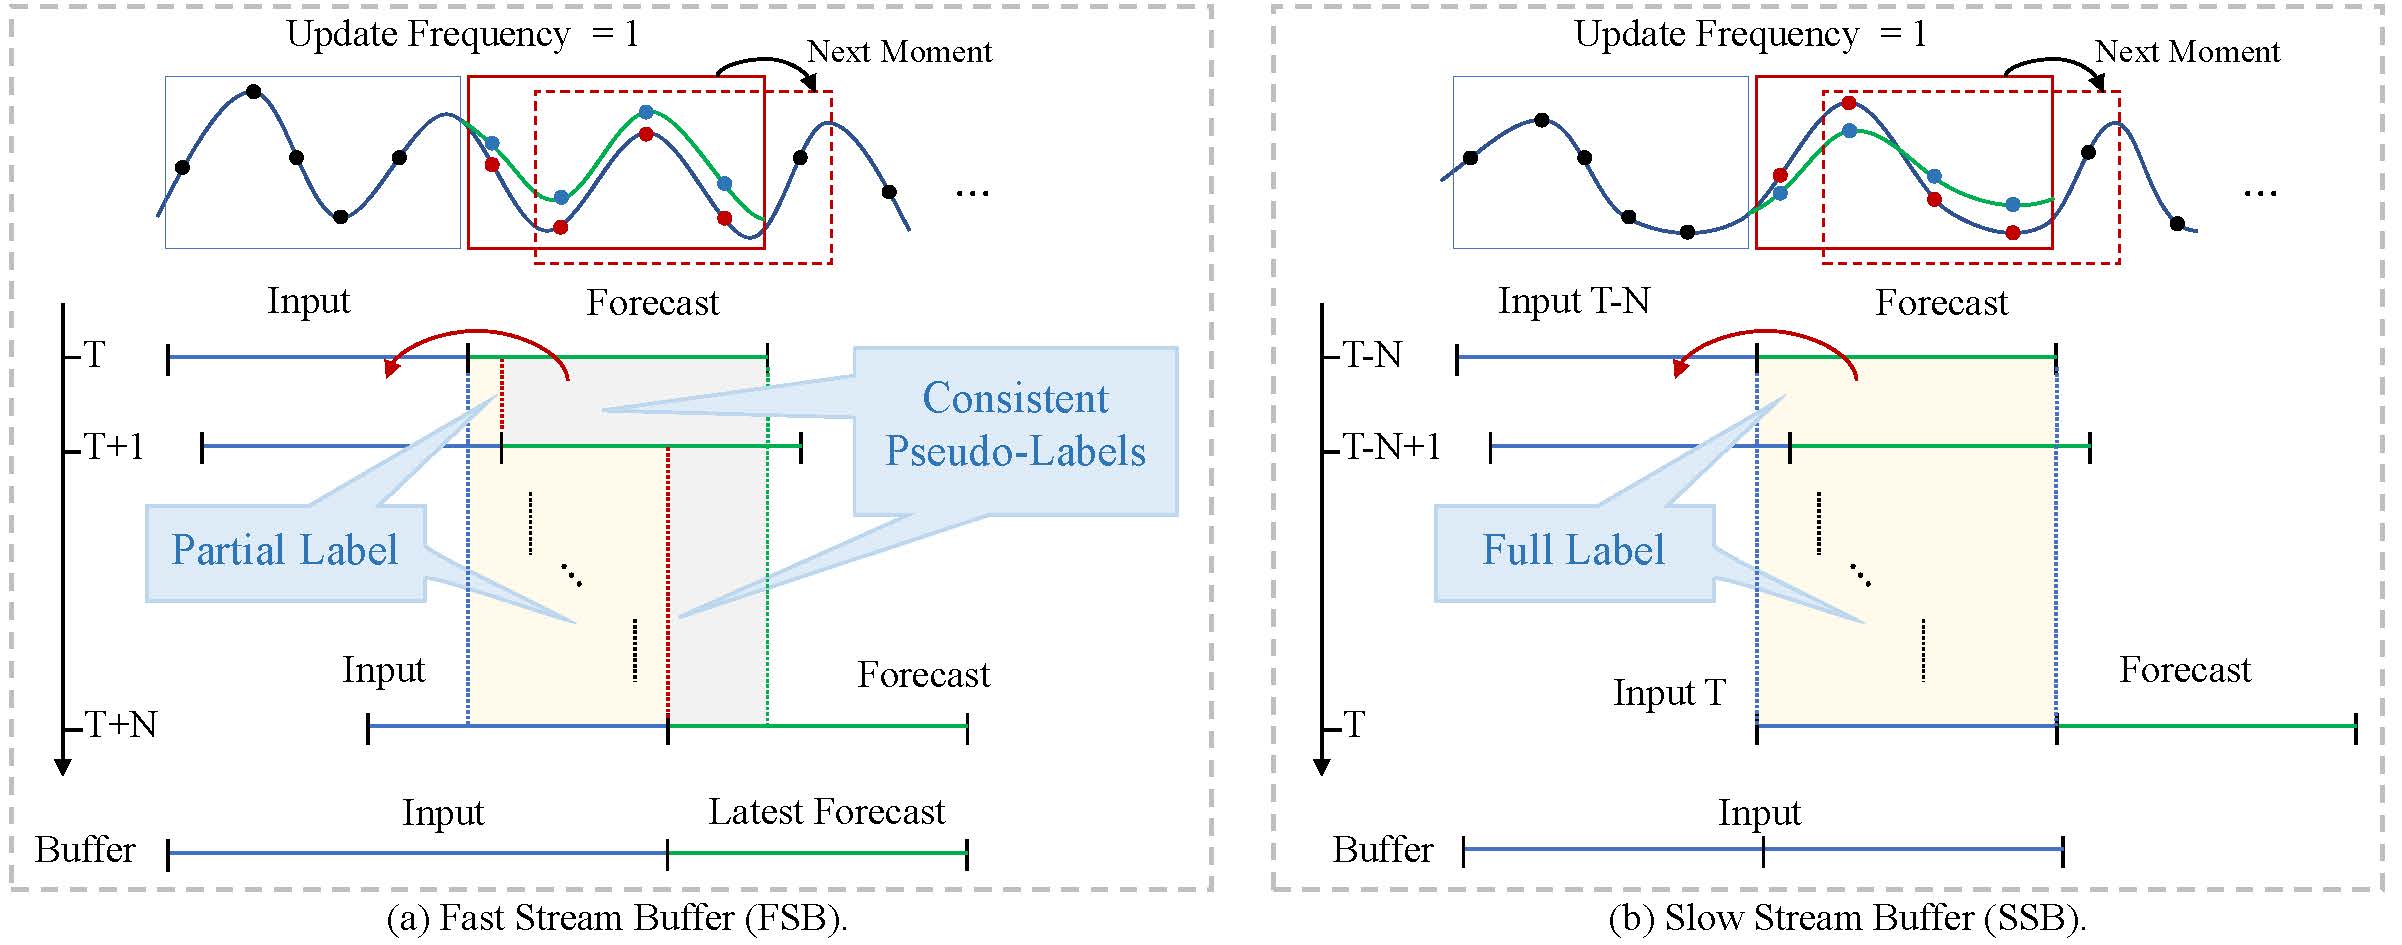 Update Frequency = 1
Next Moment
...
Input
Forecast
T
T+1
Consistent
Pseudo-Labels
Partial Label
Input
Forecast
T+N
Input
Latest Forecast
Buffer
(a) Fast Stream Buffer (FSB).
Update Frequency = 1
Next Moment
...
Input T-N
Forecast
T-N
T-N+1
Full Label
Input T
Forecast
T
Input
Buffer
(b) Slow Stream Buffer (SSB).